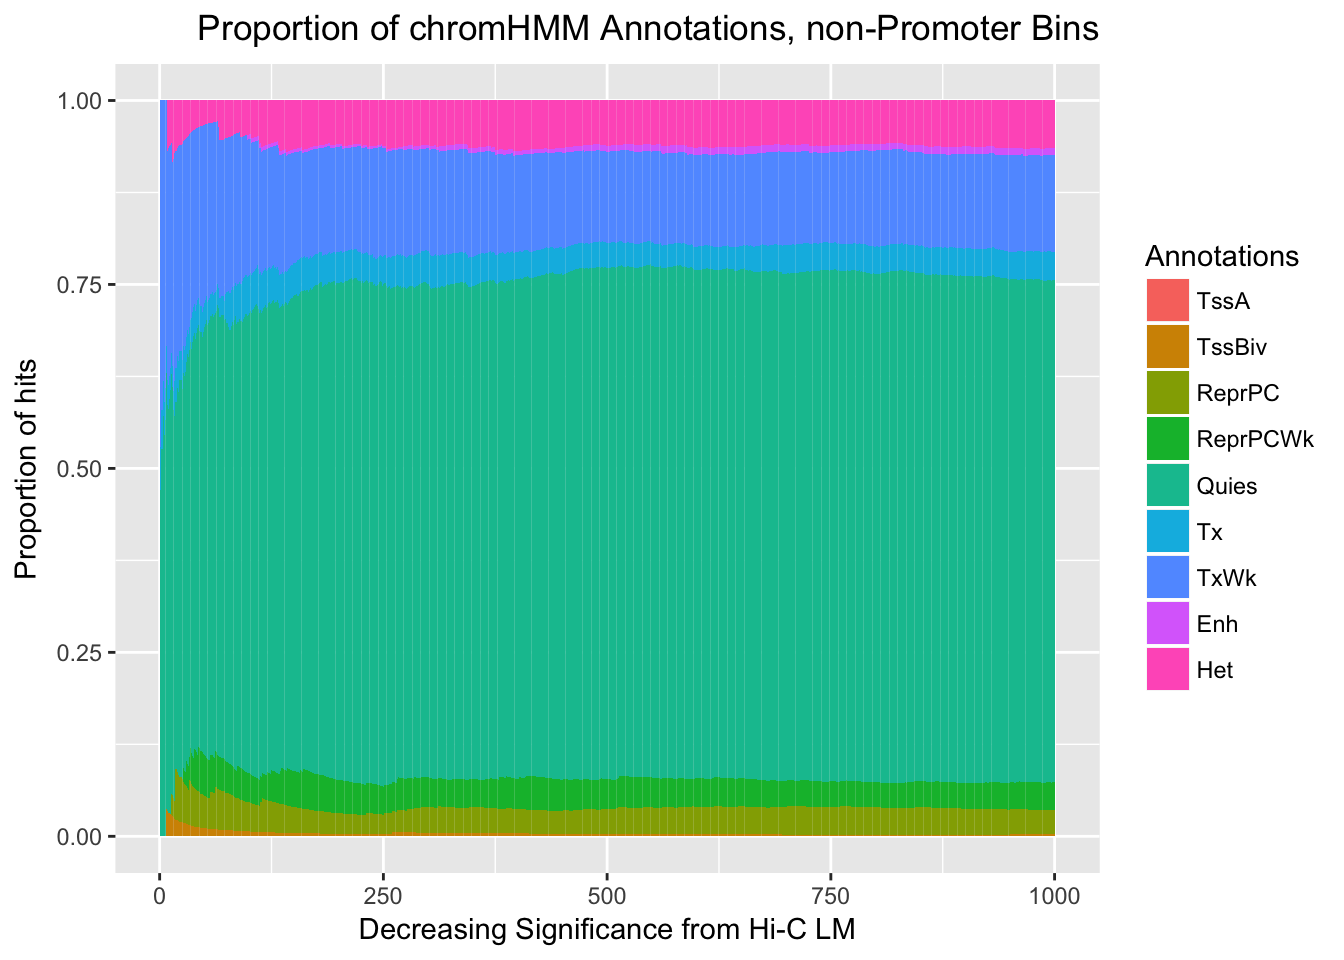 Proportion of chromHMM Annotations, non-Promoter Bins
1.00
0.75
0.50
0.25
0.00
Proportion of hits
0
250
500
750
1000
Decreasing Significance from Hi-C LM
Annotations
TssA
TssBiv
ReprPC
ReprPCWk
Quies
Tx
TxWk
Enh
Het